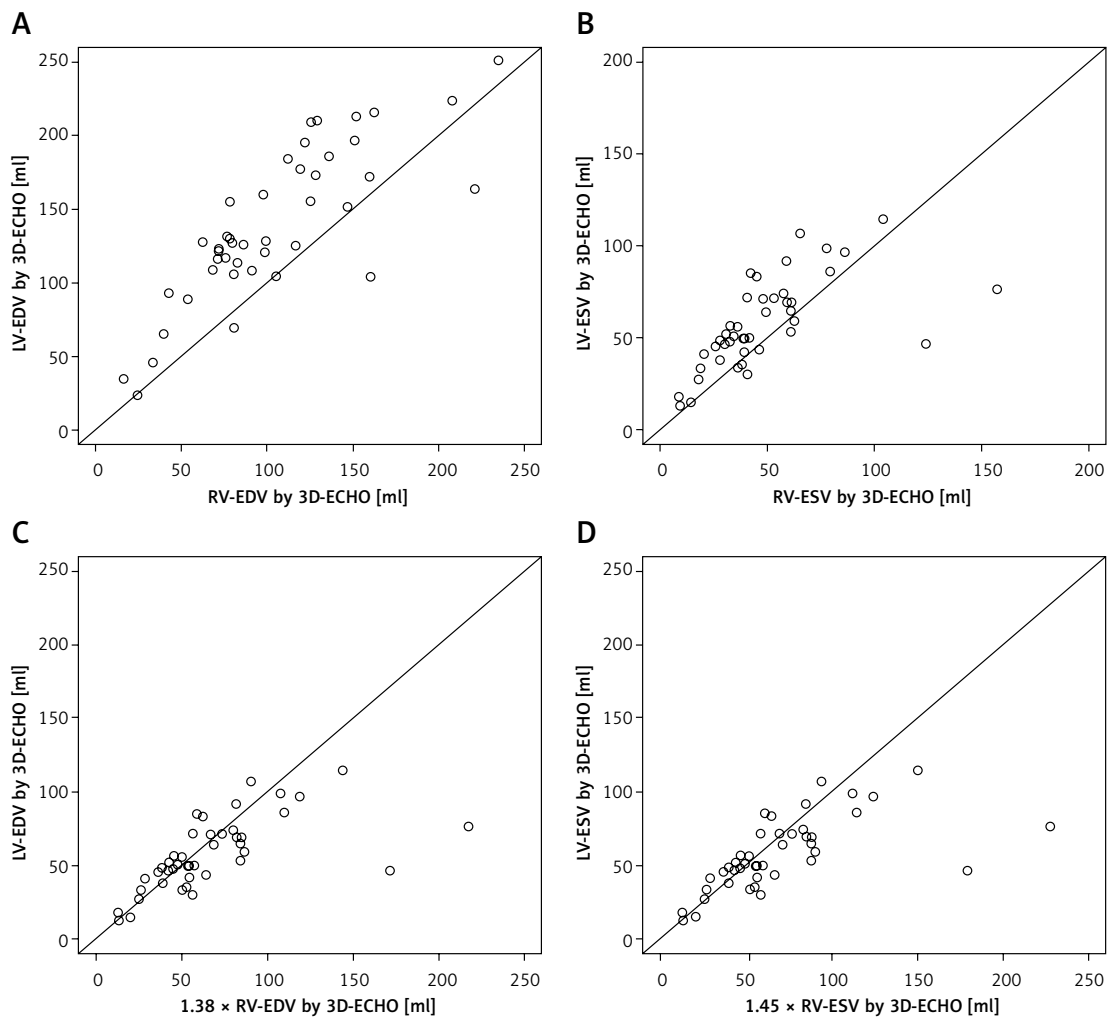 A
LV-EDV by 3D-ECHO [ml]
250
200
150
100
50
0
0 50 100 150 200 250
RV-EDV by 3D-ECHO [ml]
B
LV-ESV by 3D-ECHO [ml]
200
150
100
50
0
0 50 100 150 200
RV-ESV by 3D-ECHO [ml]
C
LV-EDV by 3D-ECHO [ml]
250
200
150
100
50
0
0 50 100 150 200 250
1.38 × RV-EDV by 3D-ECHO [ml]
D
LV-ESV by 3D-ECHO [ml]
250
200
150
100
50
0
0 50 100 150 200 250
1.45 × RV-ESV by 3D-ECHO [ml]